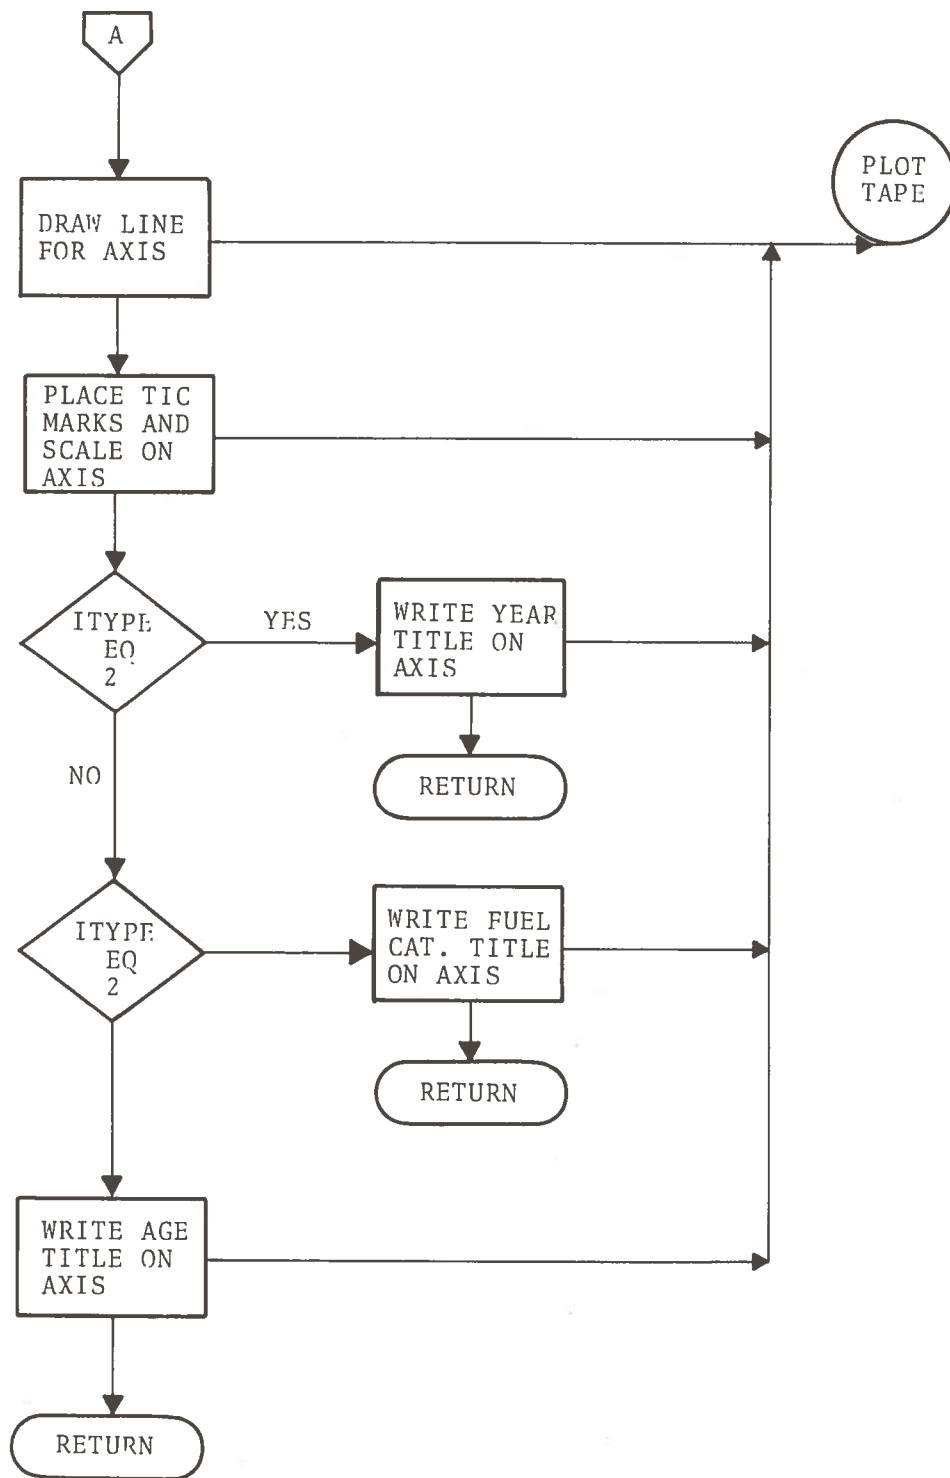 A
PLOT
TAPE
DRAW LINE
FOR AXIS
PLACE TIC
MARKS AND
SCALE ON
AXIS
ITYPE
EQ
2
YES
WRITE YEAR
TITLE ON
AXIS
RETURN
NO
ITYPE
EQ
2
WRITE FUEL
CAT. TITLE
ON AXIS
RETURN
WRITE AGE
TITLE ON
AXIS
RETURN